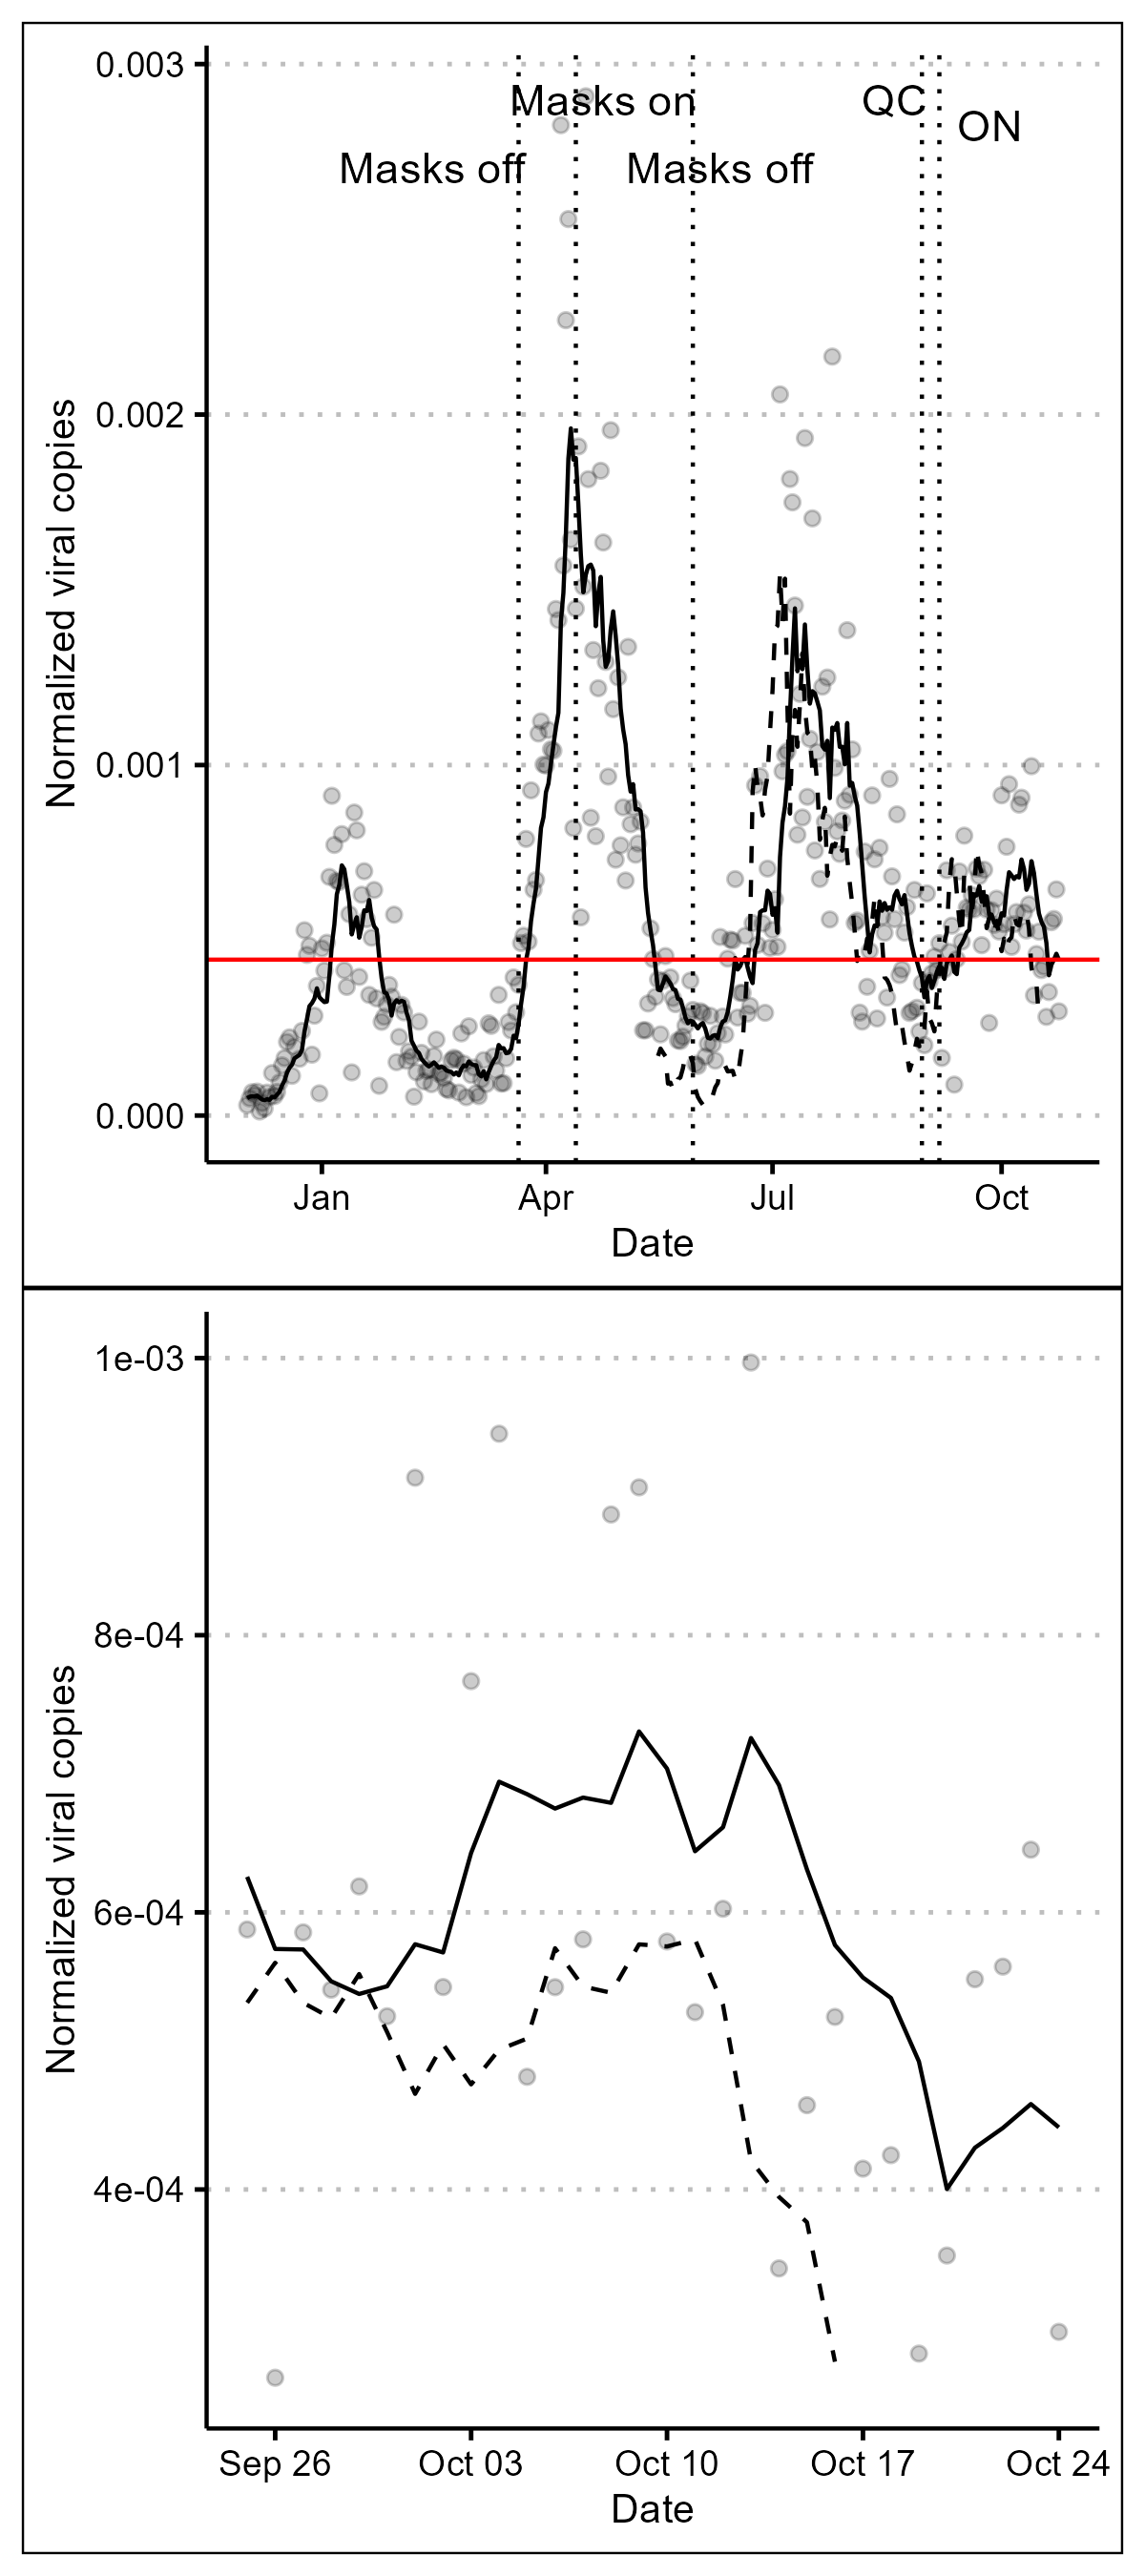 0.003
Masks on
QC
ON
Masks off
Masks off
0.002
Normalized viral copies
0.001
0.000
Jan
Apr
Jul
Oct
Date
1e-03
8e-04
Normalized viral copies
6e-04
4e-04
Sep 26
Oct 03
Oct 10
Oct 17
Oct 24
Date